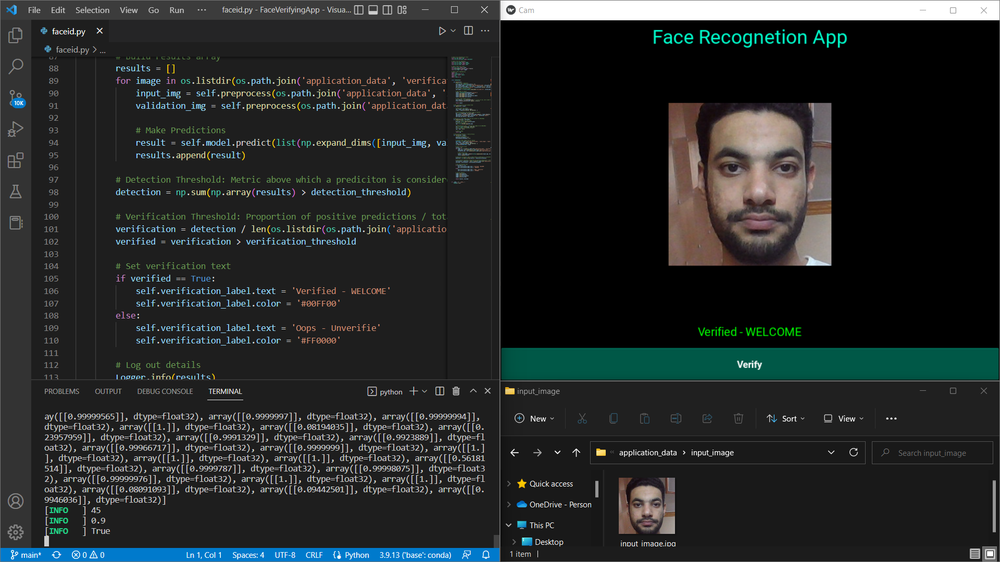 File Edit Selection View Go Run ··· faceid.py - FaceVerifyingApp - Visua...
faceid.py
faceid.py > ...
87 # Build results array
88 results = []
89 for image in os.listdir(os.path.join('application_data', 'verifica
90 input_img = self.preprocess(os.path.join('application_data', '
91 validation_img = self.preprocess(os.path.join('application_dat
92
93 # Make Predictions
94 result = self.model.predict(list(np.expand_dims([input_img, va
95 results.append(result)
96
97 # Detection Threshold: Metric above which a prediciton is consider
98 detection = np.sum(np.array(results) > detection_threshold)
99
100 # Verification Threshold: Proportion of positive predictions / tot
101 verification = detection / len(os.listdir(os.path.join('applicatio
102 verified = verification > verification_threshold
103
104 # Set verification text
105 if verified == True:
106 self.verification_label.text = 'Verified - WELCOME'
107 self.verification_label.color = '#00FF00'
108 else:
109 self.verification_label.text = 'Oops - Unverifie'
110 self.verification_label.color = '#FF0000'
111
112 # Log out details
113 Logger.info(results)
10K
PROBLEMS OUTPUT DEBUG CONSOLE TERMINAL python
ay([[0.99999565]], dtype=float32), array([[0.9999997]], dtype=float32), array([[0.99999994]],
dtype=float32), array([[1.]], dtype=float32), array([[0.08194035]], dtype=float32), array([[0.
23957959]], dtype=float32), array([[0.9991329]], dtype=float32), array([[0.9923889]], dtype=fl
oat32), array([[0.99966717]], dtype=float32), array([[0.9999999]], dtype=float32), array([[1.]
], dtype=float32), array([[1.]], dtype=float32), array([[1.]], dtype=float32), array([[0.56181
514]], dtype=float32), array([[0.9999787]], dtype=float32), array([[0.99998075]], dtype=float3
2), array([[0.99999976]], dtype=float32), array([[1.]], dtype=float32), array([[1.]], dtype=fl
oat32), array([[0.08091093]], dtype=float32), array([[0.09442501]], dtype=float32), array([[0.
9946036]], dtype=float32)]
[INFO ] 45
[INFO ] 0.9
[INFO ] True
main* 0 0 Ln 1, Col 1 Spaces: 4 UTF-8 CRLF Python 3.9.13 ('base': conda)
Cam
Face Recognetion App
Verified - WELCOME
Verify
input_image
New Sort View ···
application_data > input_image Search input_image
Quick access
OneDrive - Person
This PC
Desktop
input_image.jpg
1 item